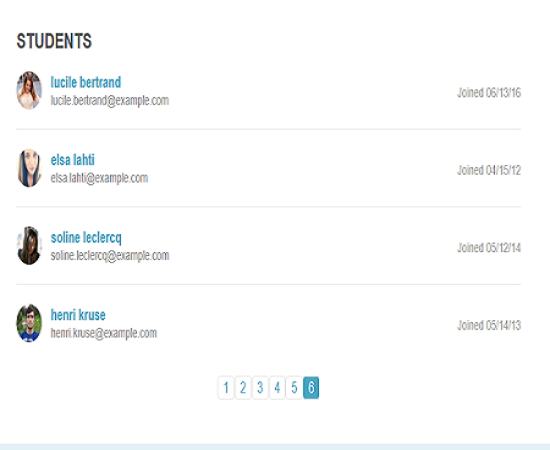 STUDENTS
lucile bertrand
lucile.bertrand@example.com
Joined 06/13/16
elsa lahti
elsa.lahti@example.com
Joined 04/15/12
soline leclercq
soline.leclercq@example.com
Joined 05/12/14
henri kruse
henri.kruse@example.com
Joined 05/14/13
1 2 3 4 5 6